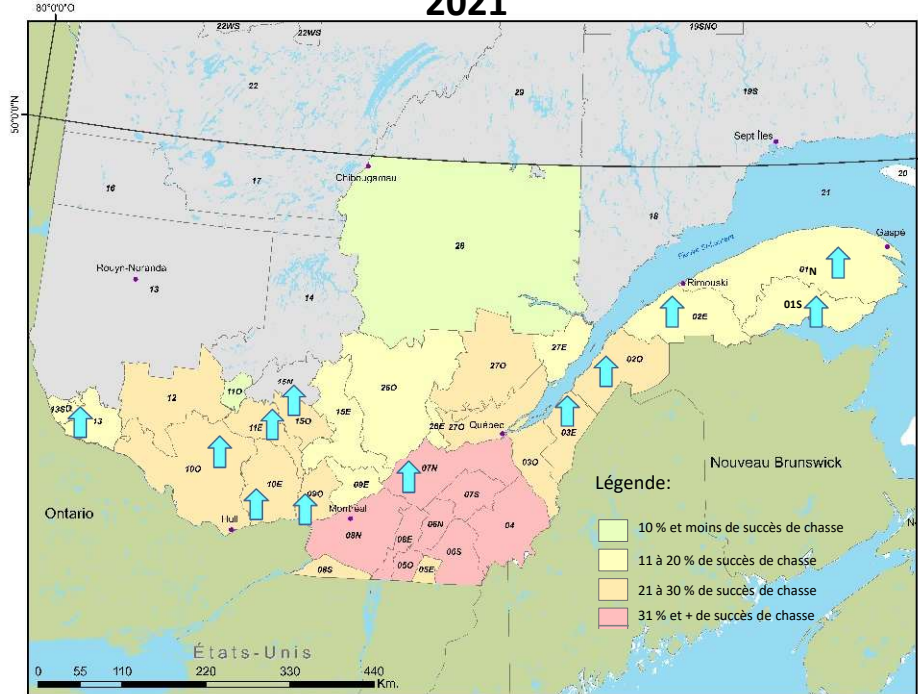 2021
80°0'0"O
50°0'0"N
22WS
22WS
19SNO
22
29
19S
Sept Îles
Chibougamau
17
16
20
21
18
28
Gaspé
Fleuve St-Laurent
Rouyn-Noranda
13
01N
Rimouski
14
01S
02E
27E
27O
02O
15N
11O
12
26O
15E
13SO
13
11E
15O
26E
27O
Québec
03E
10O
07N
03O
Nouveau Brunswick
09E
10E
09O
07S
Légende:
Ontario
Montréal
Hull
06N
04
10 % et moins de succès de chasse
08N
08E
06S
11 à 20 % de succès de chasse
05O
05E
08S
21 à 30 % de succès de chasse
31 % et + de succès de chasse
États-Unis
0 55 110 220 330 440
Km.